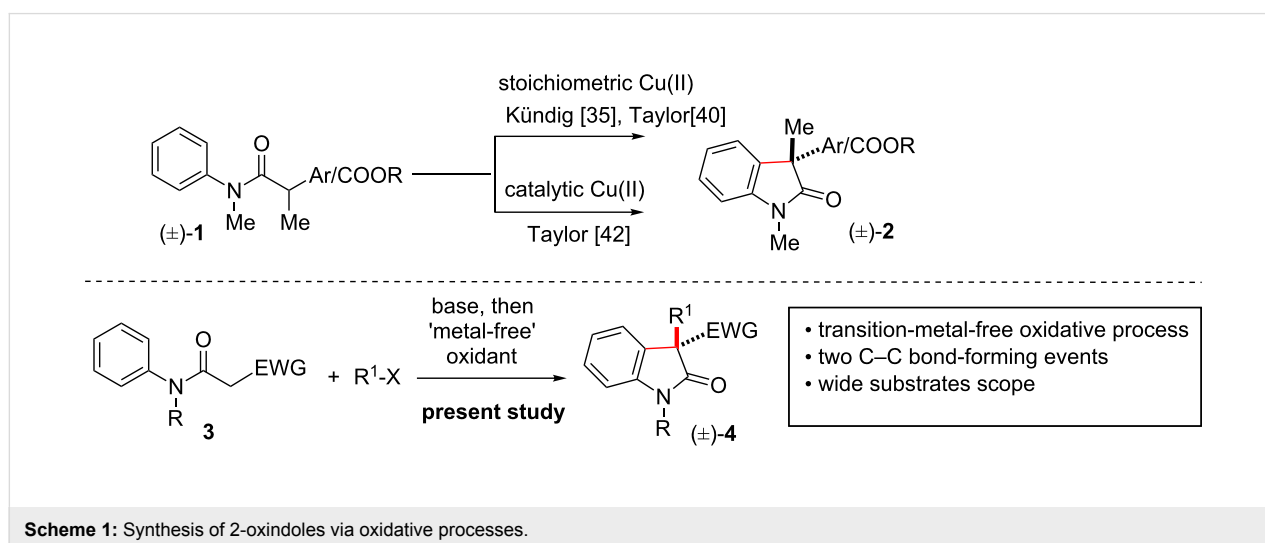 stoichiometric Cu(II)
Kündig [35], Taylor[40]
catalytic Cu(II)
Taylor [42]
O
N
Me
Me
Ar/COOR
(±)-1
Me
Ar/COOR
O
N
Me
(±)-2
O
EWG
N
R
3
+ R1-X
base, then
'metal-free'
oxidant
present study
R1
EWG
O
N
R
(±)-4
• transition-metal-free oxidative process
• two C–C bond-forming events
• wide substrates scope
Scheme 1: Synthesis of 2-oxindoles via oxidative processes.